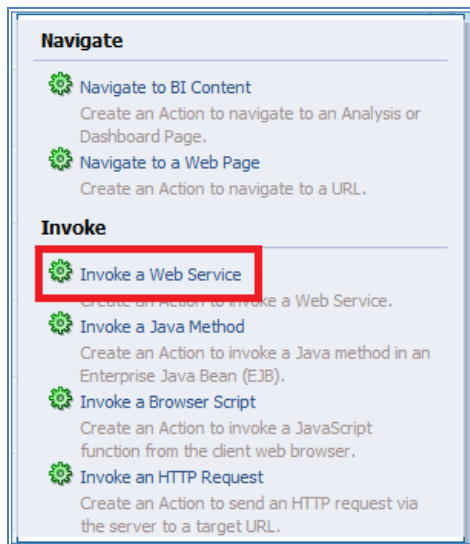 Navigate
Navigate to BI Content
Create an Action to navigate to an Analysis or
Dashboard Page.
Navigate to a Web Page
Create an Action to navigate to a URL.
Invoke
Invoke a Web Service
Create an Action to invoke a Web Service.
Invoke a Java Method
Create an Action to invoke a Java method in an
Enterprise Java Bean (EJB).
Invoke a Browser Script
Create an Action to invoke a JavaScript
function from the client web browser.
Invoke an HTTP Request
Create an Action to send an HTTP request via
the server to a target URL.